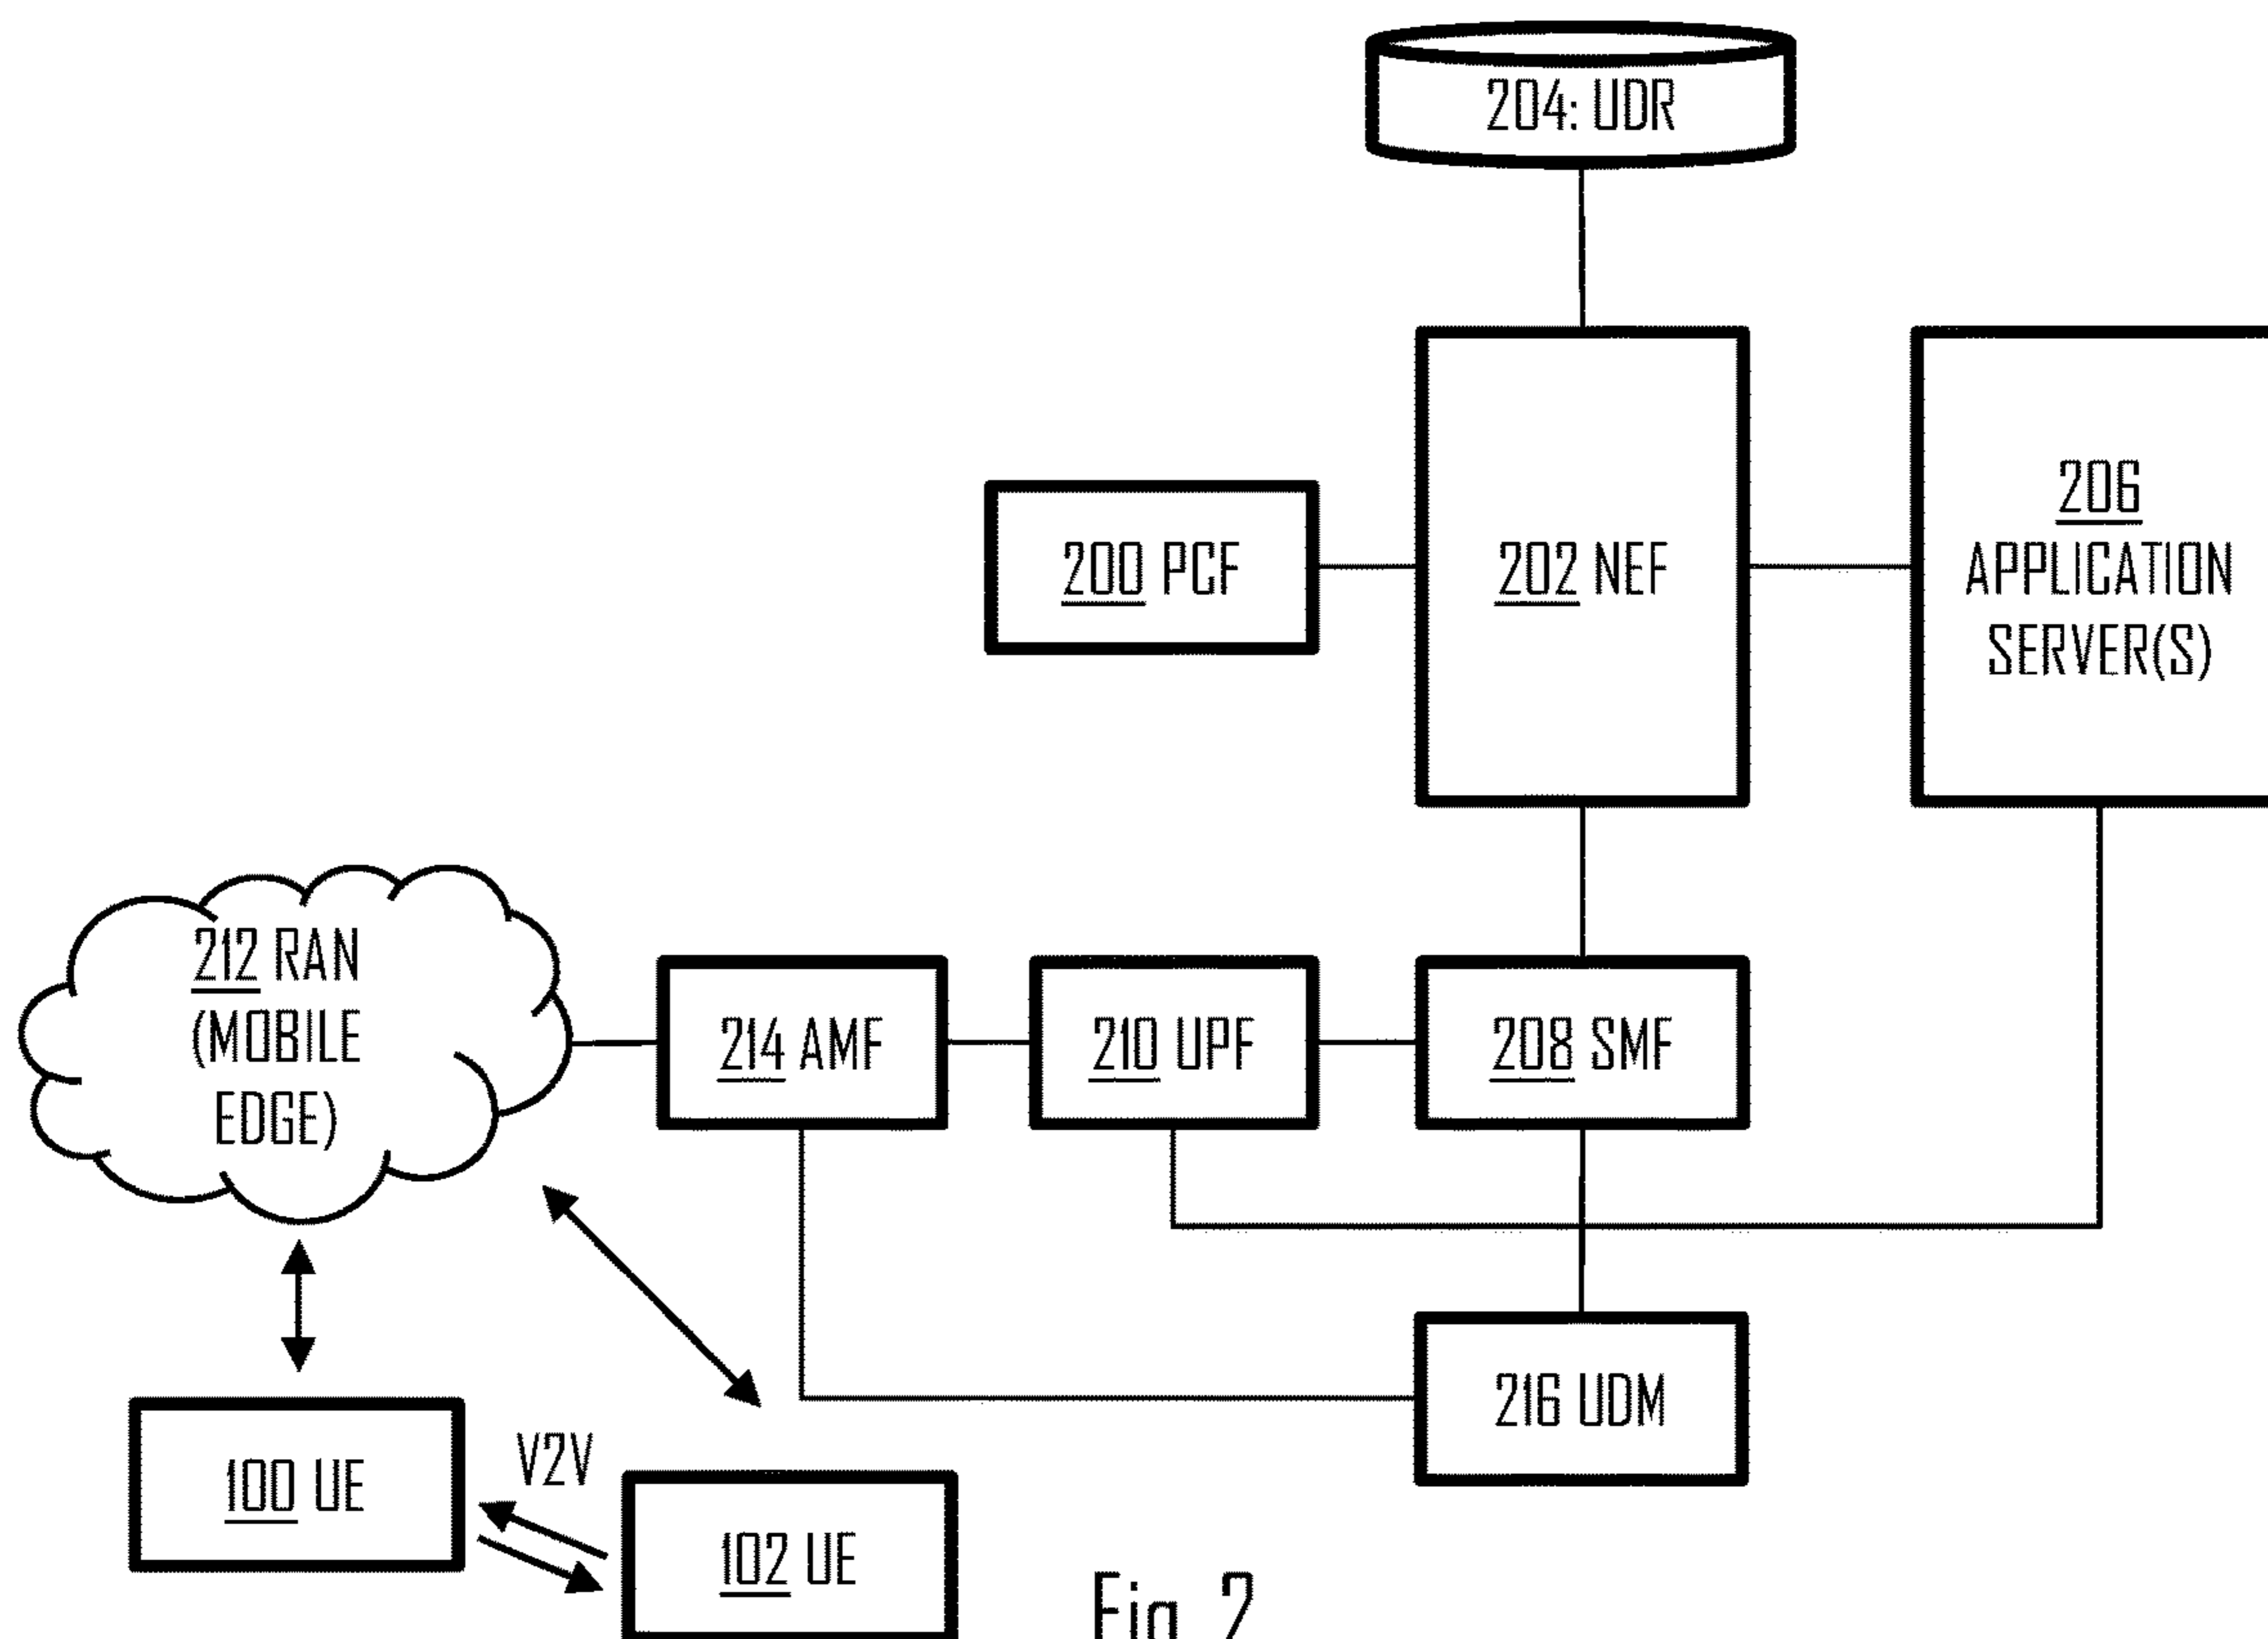 204: UDR
200 PCF
202 NEF
206
APPLICATION
SERVER(S)
212 RAN
(MOBILE
EDGE)
214 AMF
210 UPF
208 SMF
216 UDM
100 UE
V2V
102 UE
Fig. 2